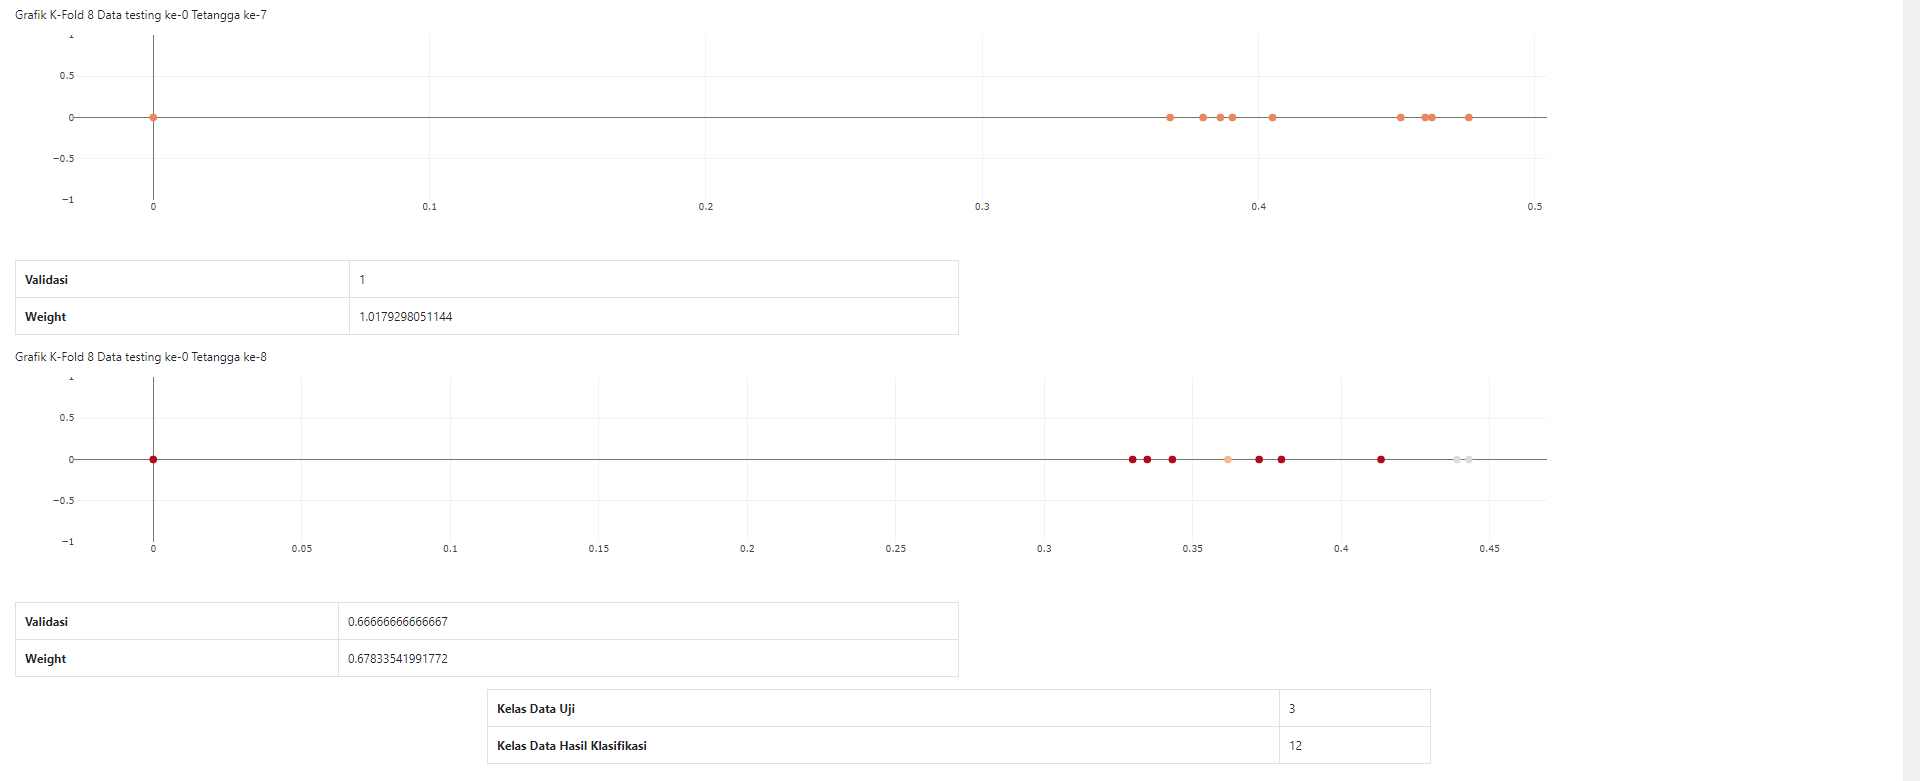 Grafik K-Fold 8 Data testing ke-0 Tetangga ke-7
1
0.5
0
−0.5
−1
0 0.1 0.2 0.3 0.4 0.5
Validasi 1
Weight 1.0179298051144
Grafik K-Fold 8 Data testing ke-0 Tetangga ke-8
1
0.5
0
−0.5
−1
0 0.05 0.1 0.15 0.2 0.25 0.3 0.35 0.4 0.45
Validasi 0.66666666666667
Weight 0.67833541991772
Kelas Data Uji 3
Kelas Data Hasil Klasifikasi 12